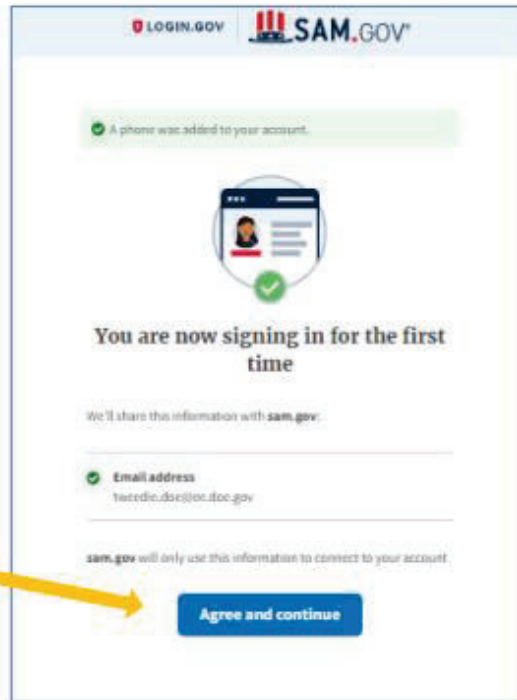 LOGIN.GOV
SAM.GOV®
A phone was added to your account.
You are now signing in for the first
time
We'll share this information with sam.gov:
Email address
sam.gov will only use this information to connect to your account
Agree and continue